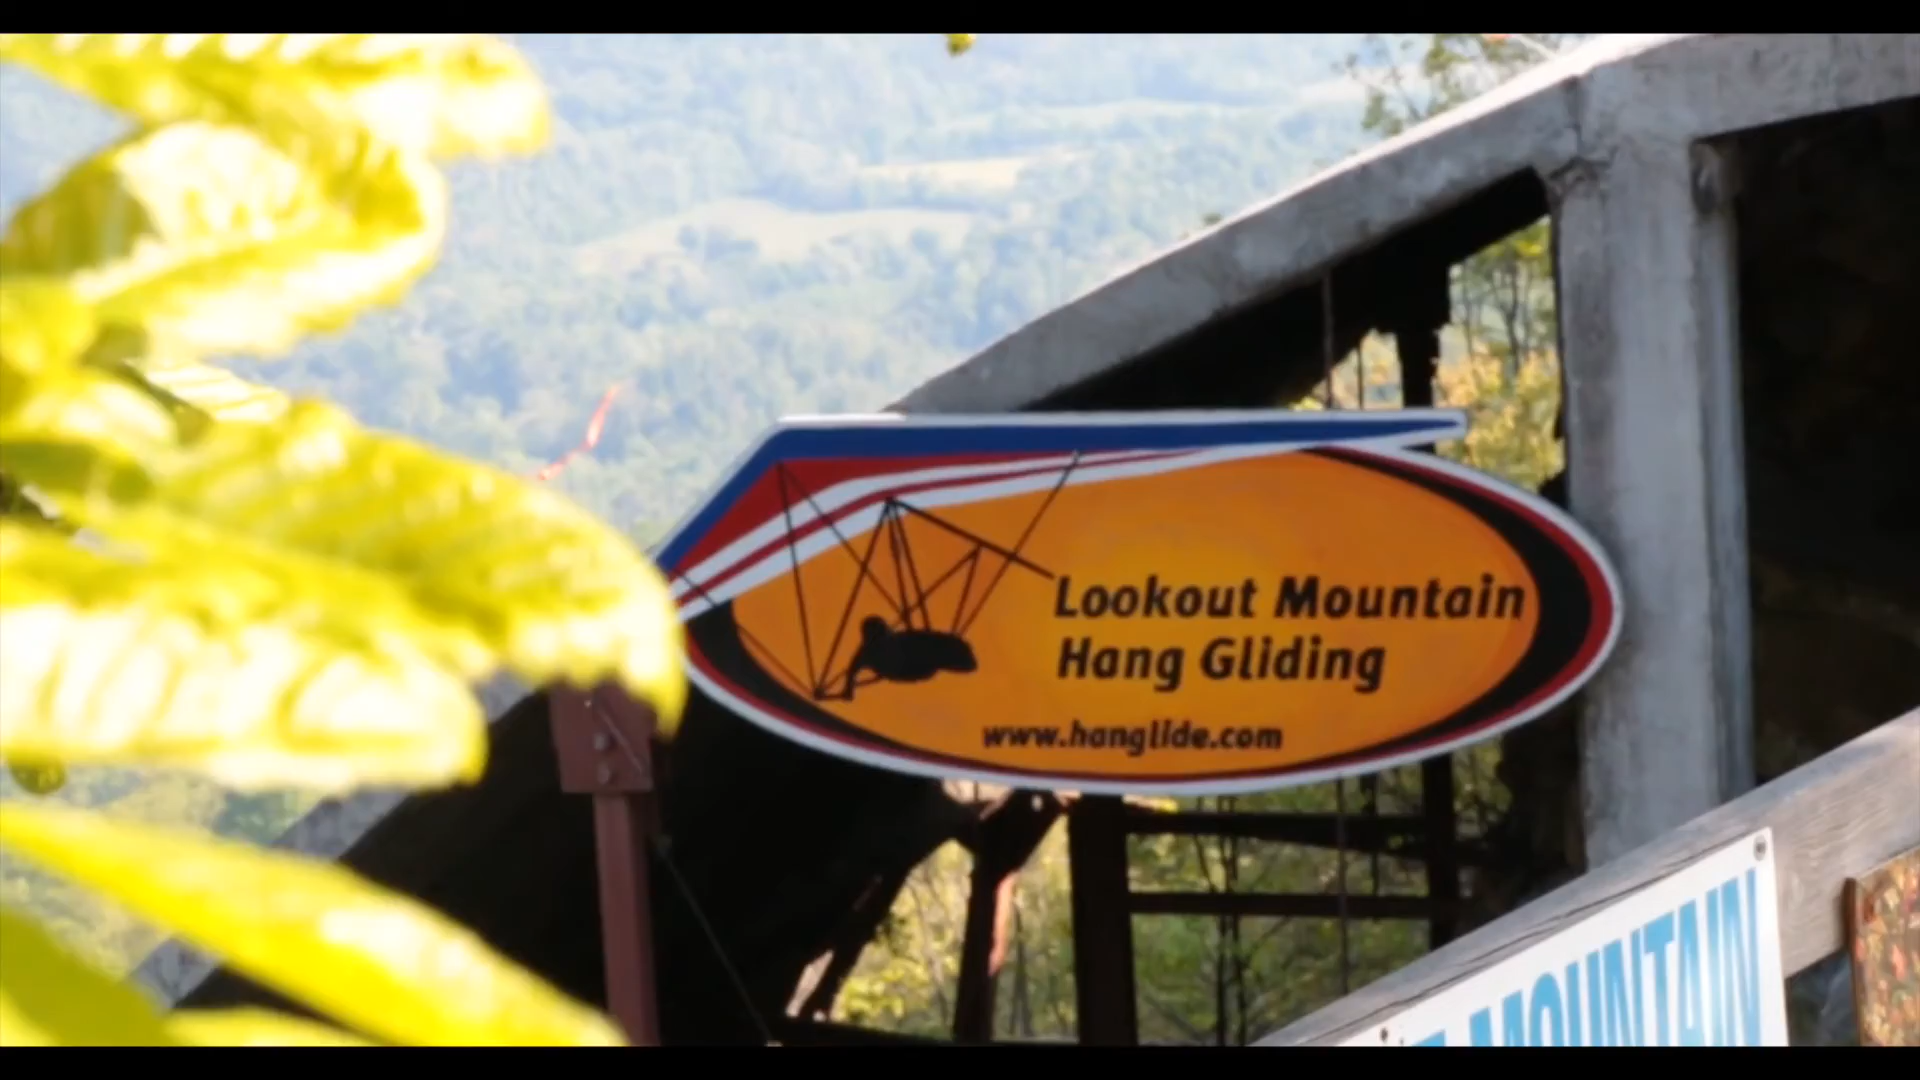 Lookout Mountain
Hang Gliding
www.hanglide.com
MOUNTAIN